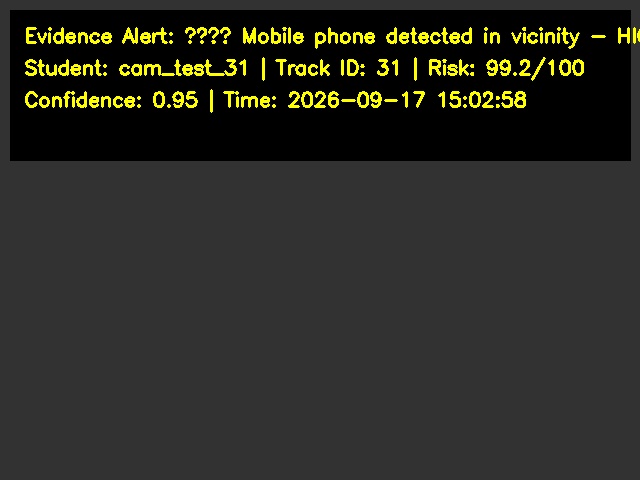 Evidence Alert: ???? Mobile phone detected in vicinity - HI
Student: cam_test_31 | Track ID: 31 | Risk: 99.2/100
Confidence: 0.95 | Time: 2026-09-17 15:02:58